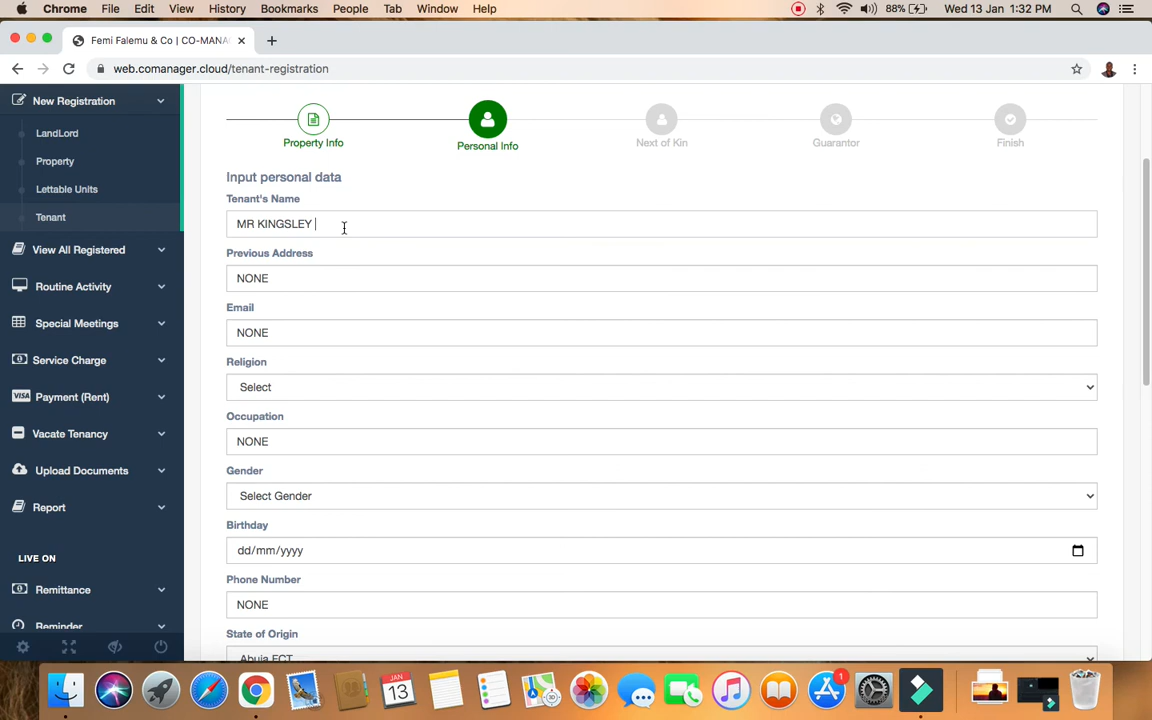 Chrome File Edit View History Bookmarks People Tab Window Help 88% Wed 13 Jan 1:32 PM
Femi Falemu & Co | CO-MANA
web.comanager.cloud/tenant-registration
New Registration
LandLord
Property
Lettable Units
Tenant
View All Registered
Routine Activity
Special Meetings
Service Charge
VISA Payment (Rent)
Vacate Tenancy
Upload Documents
Report
LIVE ON
Remittance
Reminder
Property Info
Personal Info
Next of Kin
Guarantor
Finish
Input personal data
Tenant's Name
MR KINGSLEY
Previous Address
NONE
Email
NONE
Religion
Select
Occupation
NONE
Gender
Select Gender
Birthday
dd/mm/yyyy
Phone Number
NONE
State of Origin
Abuja FCT
JAN
13
1